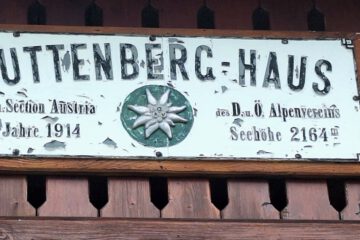 UTTENBERG-HAUS
n. Section Austria des D. u. Ö. Alpenvereins
Jahre 1914 Seehöhe 2164 m